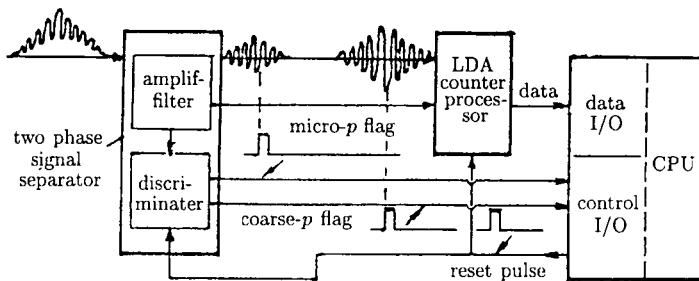 amplif-
filter
two phase
signal
separator
discri-
minater
micro-p flag
coarse-p flag
LDA
counter
proces-
sor
data
data
I/O
CPU
control
I/O
reset pulse